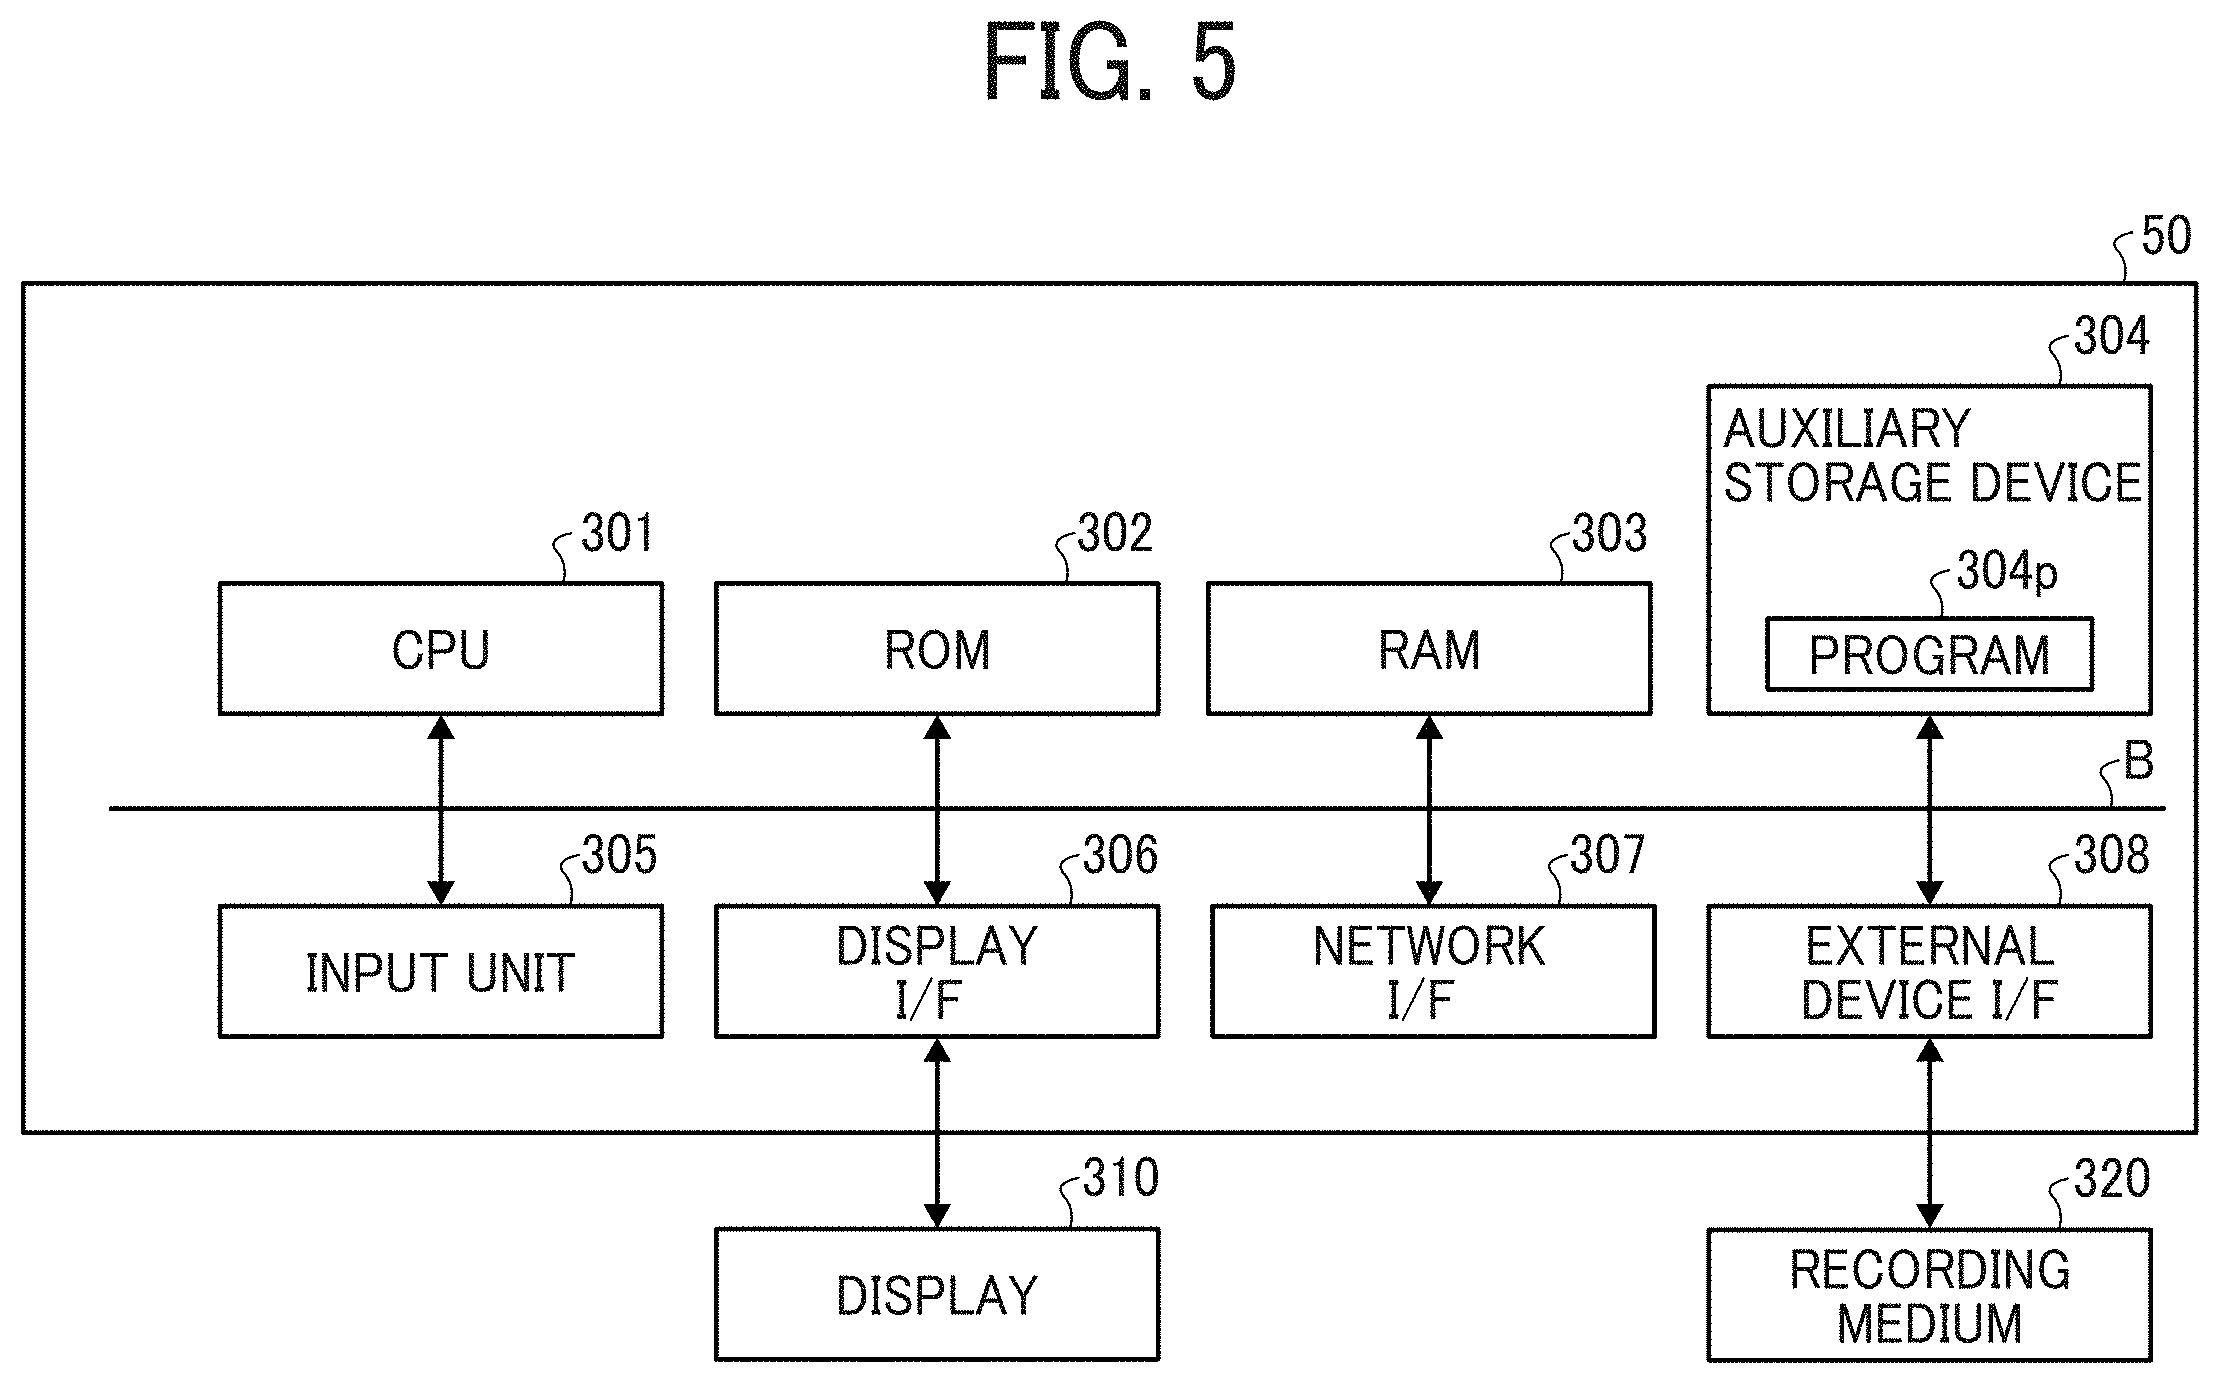 FIG. 5
50
304
AUXILIARY
STORAGE DEVICE
301
302
303
304p
CPU
ROM
RAM
PROGRAM
B
305
306
307
308
INPUT UNIT
DISPLAY
I/F
NETWORK
I/F
EXTERNAL
DEVICE I/F
310
320
DISPLAY
RECORDING
MEDIUM